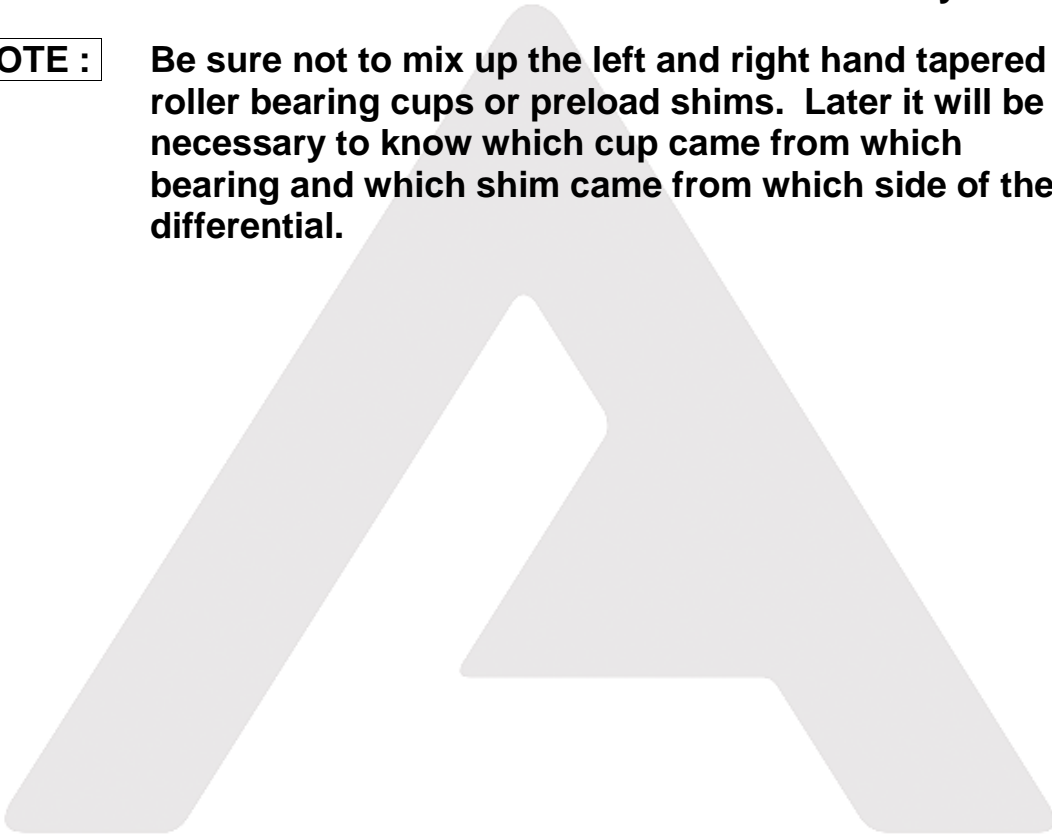 OTE : Be sure not to mix up the left and right hand tapered
roller bearing cups or preload shims. Later it will be
necessary to know which cup came from which
bearing and which shim came from which side of the
differential.